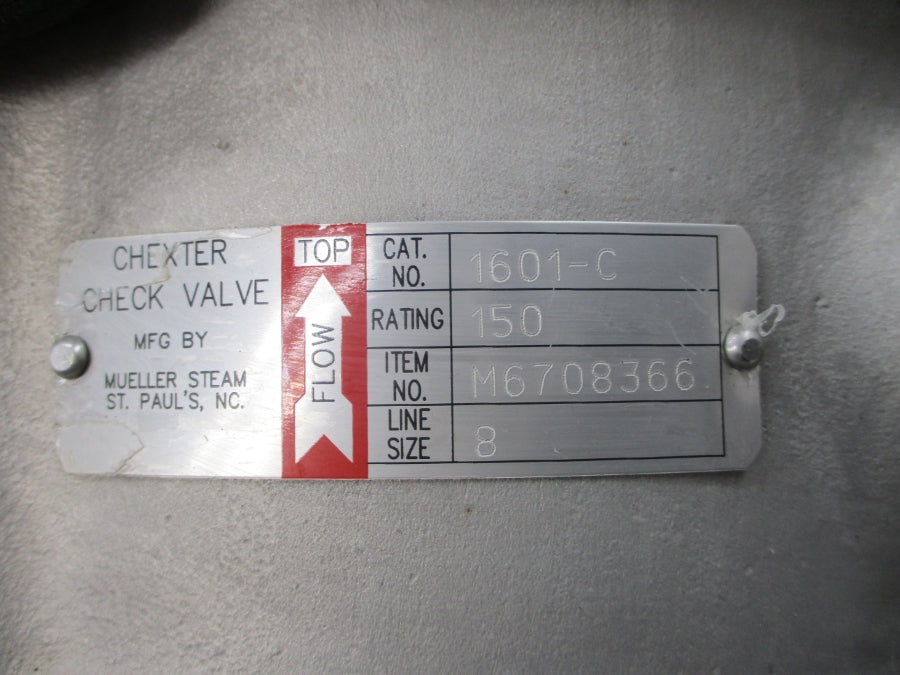 CHEXTER
CHECK VALVE
MFG BY
MUELLER STEAM
ST. PAUL'S, NC.
TOP
FLOW
CAT. NO. 1601-C
RATING 150
ITEM NO. M6708366
LINE SIZE 8